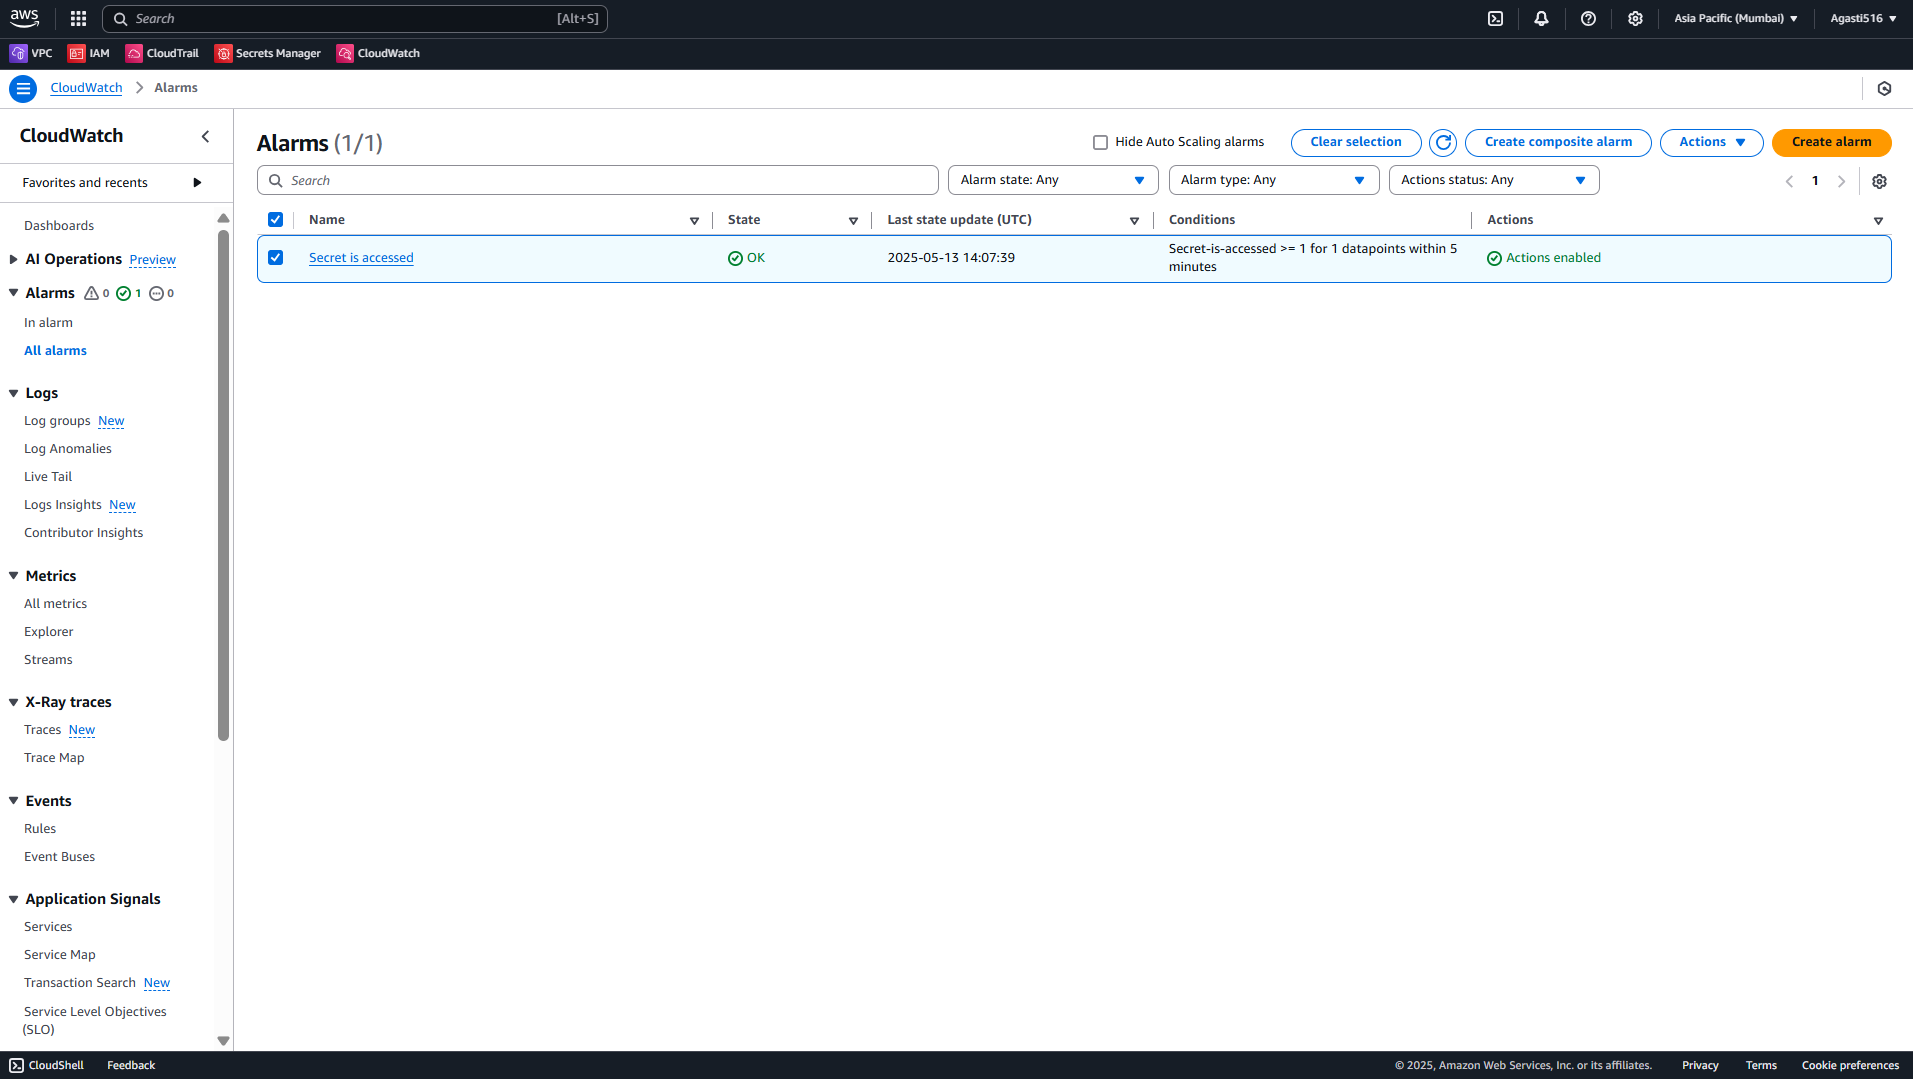 aws
Search [Alt+S]
Asia Pacific (Mumbai)
Agasti516
VPC
IAM
CloudTrail
Secrets Manager
CloudWatch
CloudWatch
Alarms
CloudWatch
Favorites and recents
Dashboards
AI Operations Preview
Alarms 0 1 0
In alarm
All alarms
Logs
Log groups New
Log Anomalies
Live Tail
Logs Insights New
Contributor Insights
Metrics
All metrics
Explorer
Streams
X-Ray traces
Traces New
Trace Map
Events
Rules
Event Buses
Application Signals
Services
Service Map
Transaction Search New
Service Level Objectives
(SLO)
Alarms (1/1)
Hide Auto Scaling alarms
Clear selection
Create composite alarm
Actions
Create alarm
Search
Alarm state: Any
Alarm type: Any
Actions status: Any
1
Name
State
Last state update (UTC)
Conditions
Actions
Secret is accessed
OK
2025-05-13 14:07:39
Secret-is-accessed >= 1 for 1 datapoints within 5
minutes
Actions enabled
CloudShell
Feedback
© 2025, Amazon Web Services, Inc. or its affiliates.
Privacy
Terms
Cookie preferences